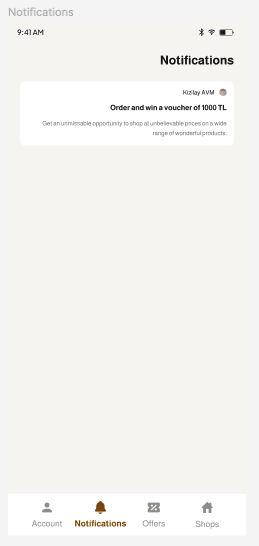 Notifications
9:41 AM
Notifications
Kizilay AVM
Order and win a voucher of 1000 TL
Get an unmissable opportunity to shop at unbelievable prices on a wide
range of wonderful products.
Account
Notifications
Offers
Shops